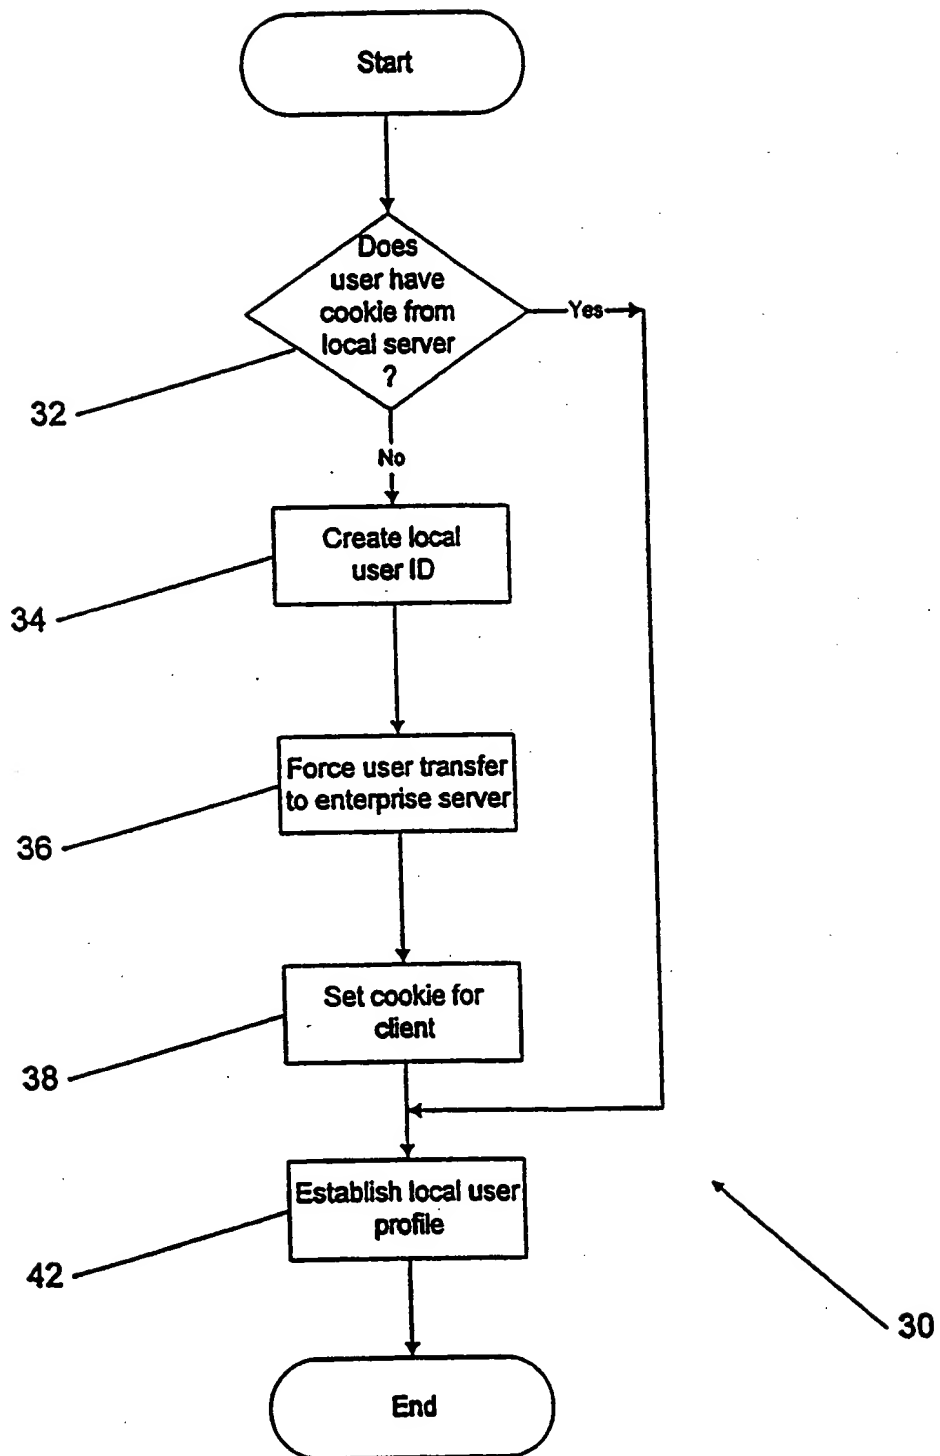 Start
Does
user have
cookie from
local server
?
Yes
32
No
Create local
user ID
34
Force user transfer
to enterprise server
36
Set cookie for
client
38
Establish local user
profile
42
30
End